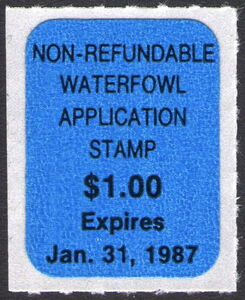 NON-REFUNDABLE
WATERFOWL
APPLICATION
STAMP
$1.00
Expires
Jan. 31, 1987